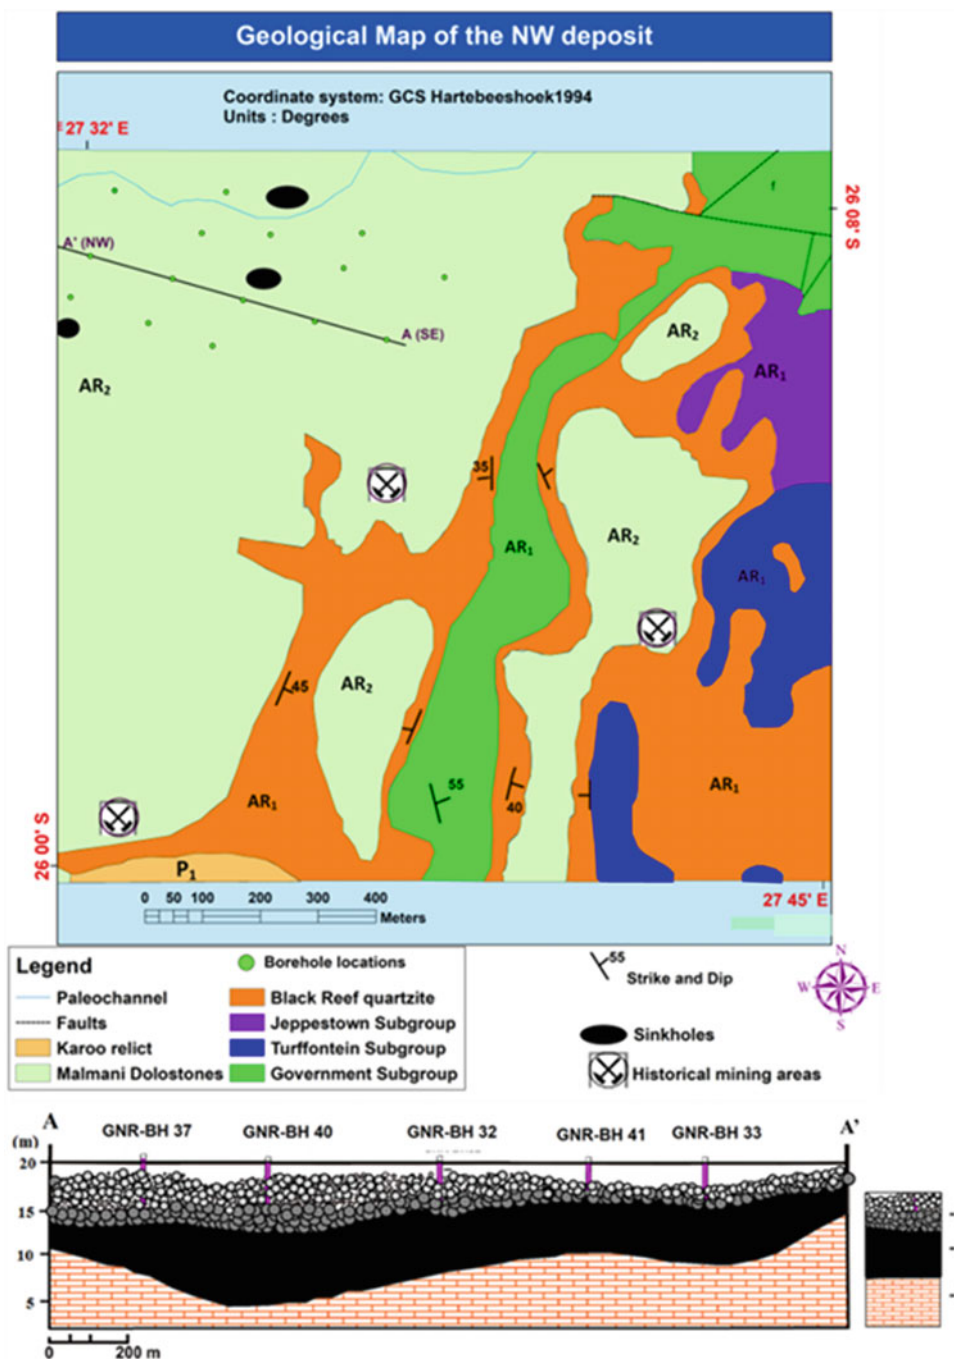 Geological Map of the NW deposit
Coordinate system: GCS Hartebeeshoek1994
Units : Degrees
27 32' E
26 08' S
f
A' (NW)
A (SE)
AR2
AR1
AR2
35
AR1
AR2
AR1
45
AR2
55
40
AR1
AR1
P1
26 00' S
27 45' E
0 50 100 200 300 400
Meters
Legend
Borehole locations
Paleochannel
Black Reef quartzite
Faults
Jeppestown Subgroup
Karoo relict
Turffontein Subgroup
Malmani Dolostones
Government Subgroup
55
Strike and Dip
Sinkholes
Historical mining areas
N
W E
S
A
A'
(m)
GNR-BH 37 GNR-BH 40 GNR-BH 32 GNR-BH 41 GNR-BH 33
20
15
10
5
0 200 m